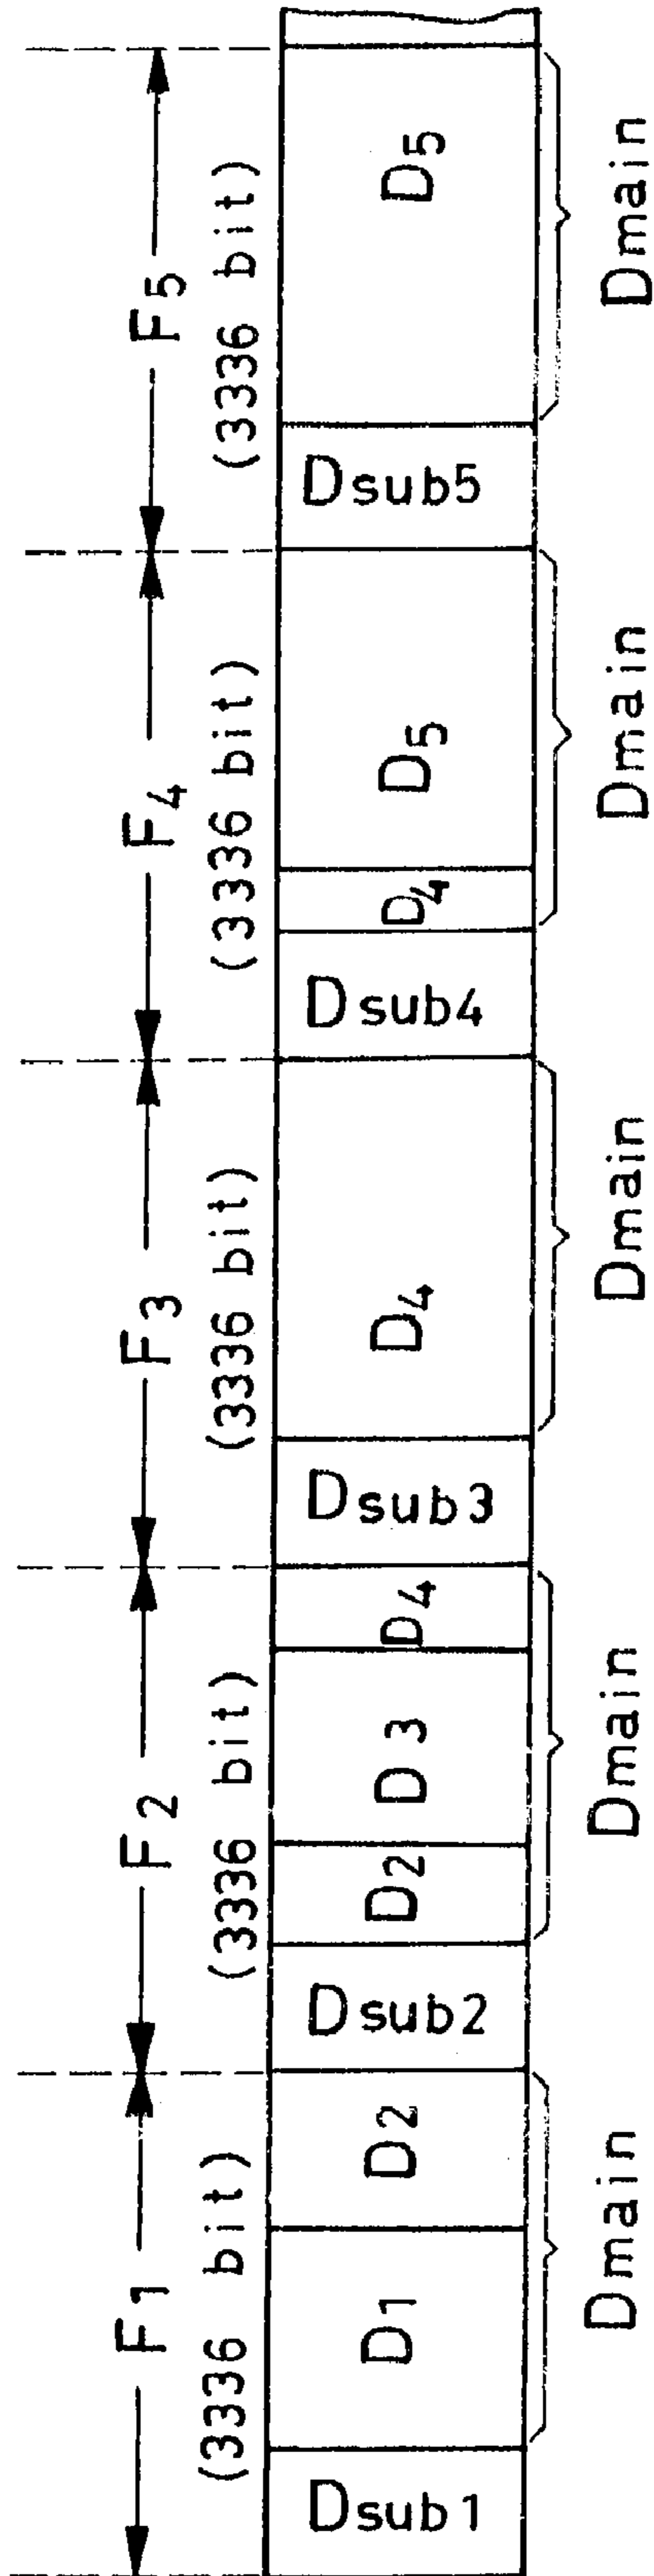 F1
F2
F3
F4
F5
(3336 bit)
(3336 bit)
(3336 bit)
(3336 bit)
(3336 bit)
Dsub1
D1
D2
Dsub2
D2
D3
D4
Dsub3
D4
Dsub4
D4
D5
Dsub5
D5
Dmain
Dmain
Dmain
Dmain
Dmain